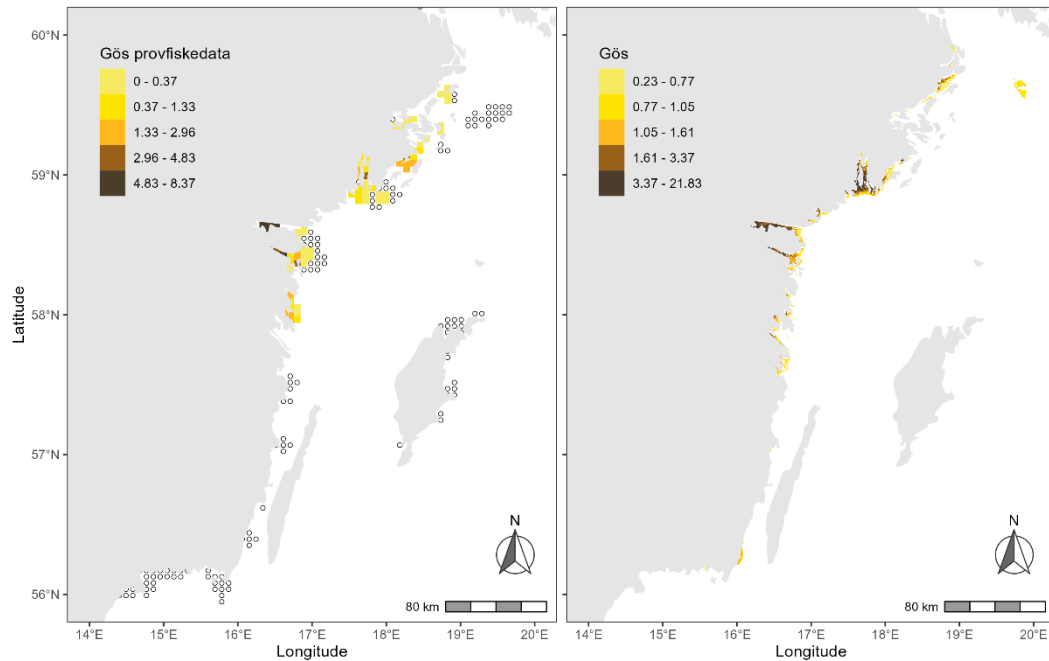 Gös provfiskedata
0 - 0.37
0.37 - 1.33
1.33 - 2.96
2.96 - 4.83
4.83 - 8.37
Gös
0.23 - 0.77
0.77 - 1.05
1.05 - 1.61
1.61 - 3.37
3.37 - 21.83
60°N
59°N
58°N
57°N
56°N
Latitude
N
80 km
N
80 km
14°E 15°E 16°E 17°E 18°E 19°E 20°E
14°E 15°E 16°E 17°E 18°E 19°E 20°E
Longitude
Longitude